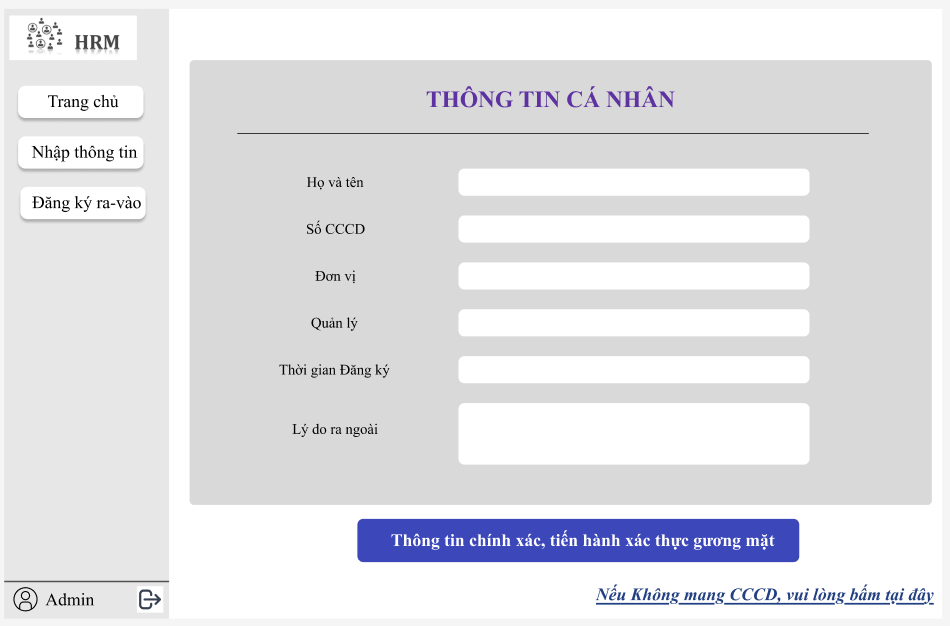 HRM
Trang chủ
Nhập thông tin
Đăng ký ra-vào
THÔNG TIN CÁ NHÂN
Họ và tên
Số CCCD
Đơn vị
Quản lý
Thời gian Đăng ký
Lý do ra ngoài
Thông tin chính xác, tiến hành xác thực gương mặt
Nếu Không mang CCCD, vui lòng bấm tại đây
Admin